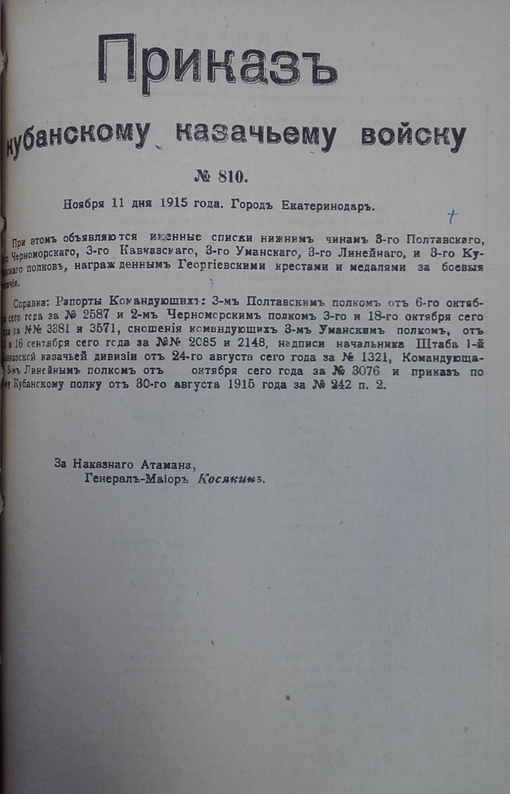 Приказъ
кубанскому казачьему войску
№ 810.
Ноября 11 дня 1915 года. Городъ Екатеринодаръ.
При этомъ объявляются именные списки нижнимъ чинамъ 3-го Полтавскаго,
Черноморскаго, 3-го Кавказскаго, 3-го Уманскаго, 3-го Линейнаго, и 3-го Ку-
полковъ, награжденнымъ Георгіевскими крестами и медалями за боевыя
Справка: Рапорты Командующихъ: 3-мъ Полтавскимъ полкомъ отъ 6-го октяб-
сего года за № 2587 и 2-мъ Черноморскимъ полкомъ 3-го и 18-го октября сего
за №№ 3381 и 3571, сношенія командующихъ 3-мъ Уманскимъ полкомъ, отъ
и 16 сентября сего года за №№ 2085 и 2148, надписи начальника Штаба 1-й
казачьей дивизіи отъ 24-го августа сего года за № 1321, Командующа-
3-мъ Линейнымъ полкомъ отъ октября сего года за № 3076 и приказъ по
Кубанскому полку отъ 30-го августа 1915 года за № 242 п. 2.
За Наказнаго Атамана,
Генералъ-Маіоръ Косякинъ.